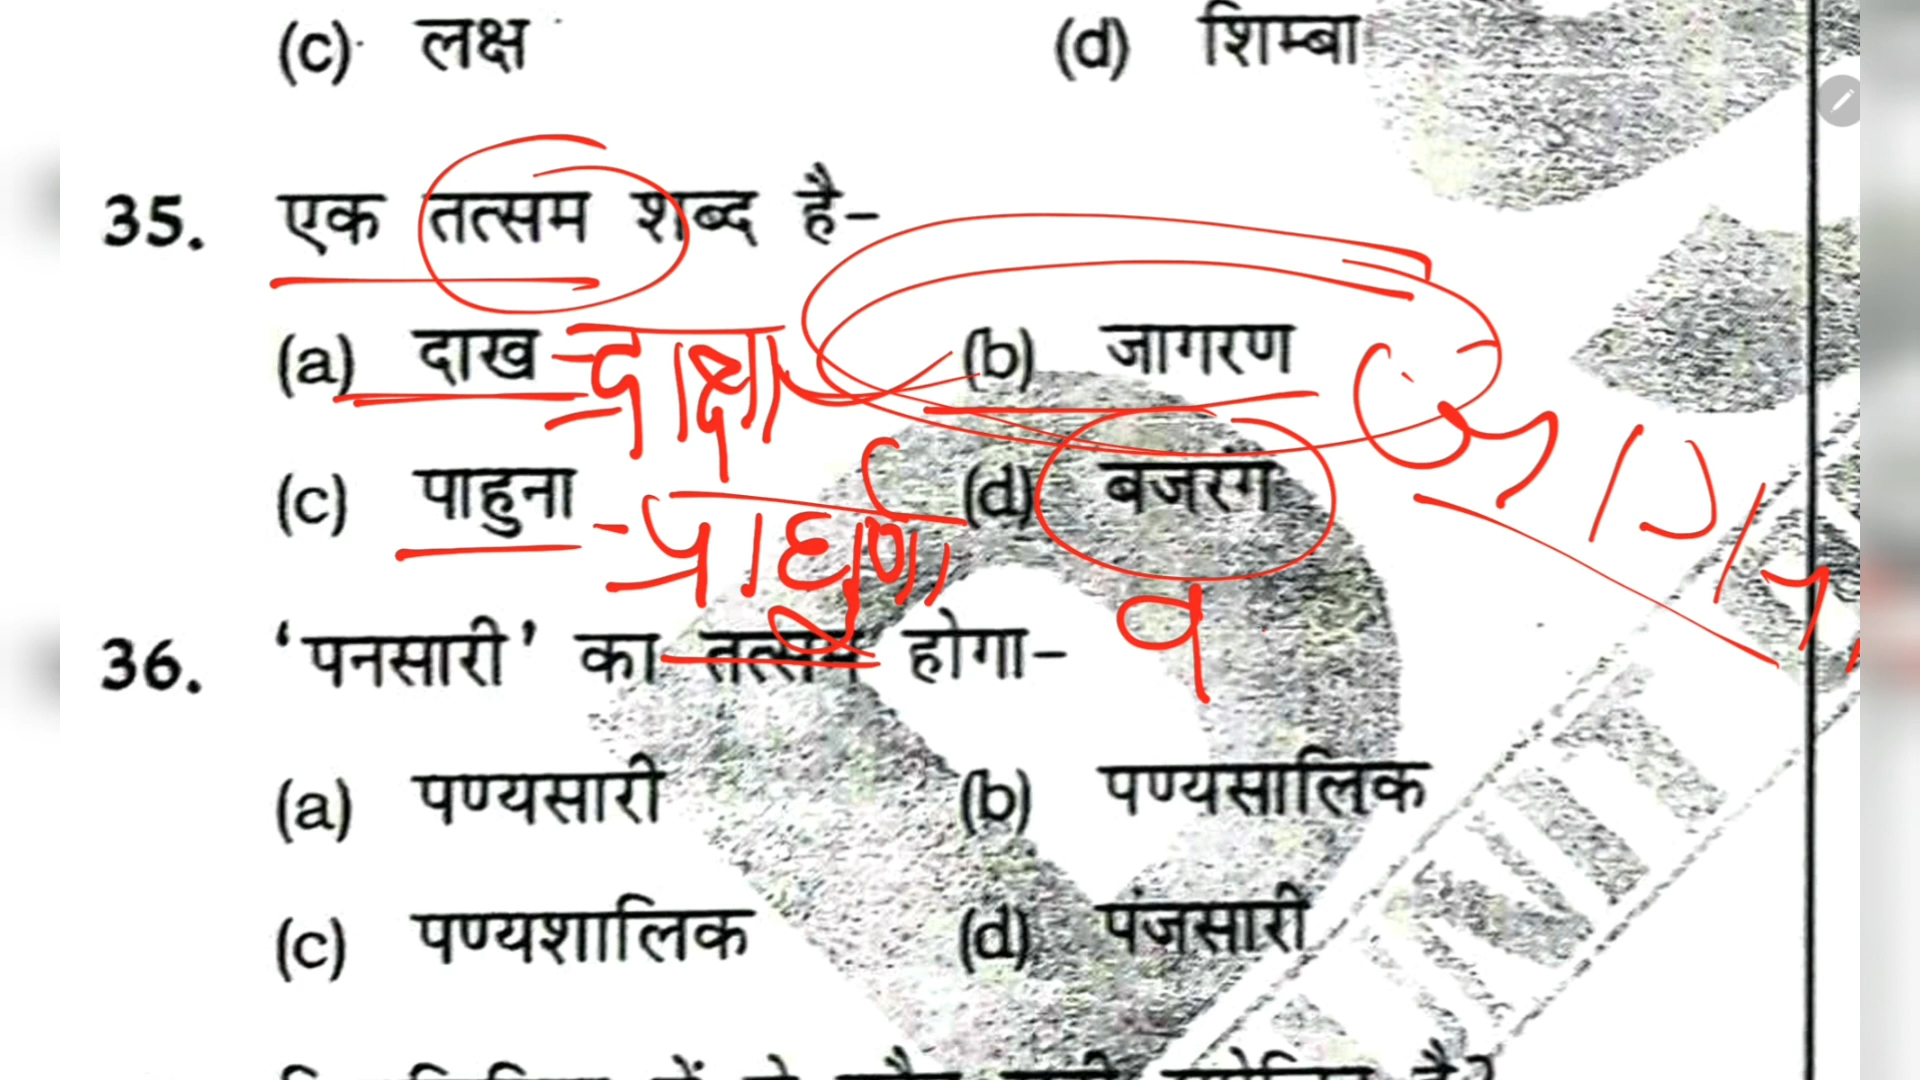 (c) लक्ष (d) शिम्बा
35. एक तत्सम शब्द है-
(a) दाख - द्राक्षा (b) जागरण
(c) पाहुना - प्राघुर्ण (d) बजरंग
व
36. ‘पनसारी’ का तत्सम होगा-
(a) पण्यसारी (b) पण्यसालिक
(c) पण्यशालिक (d) पंजसारी